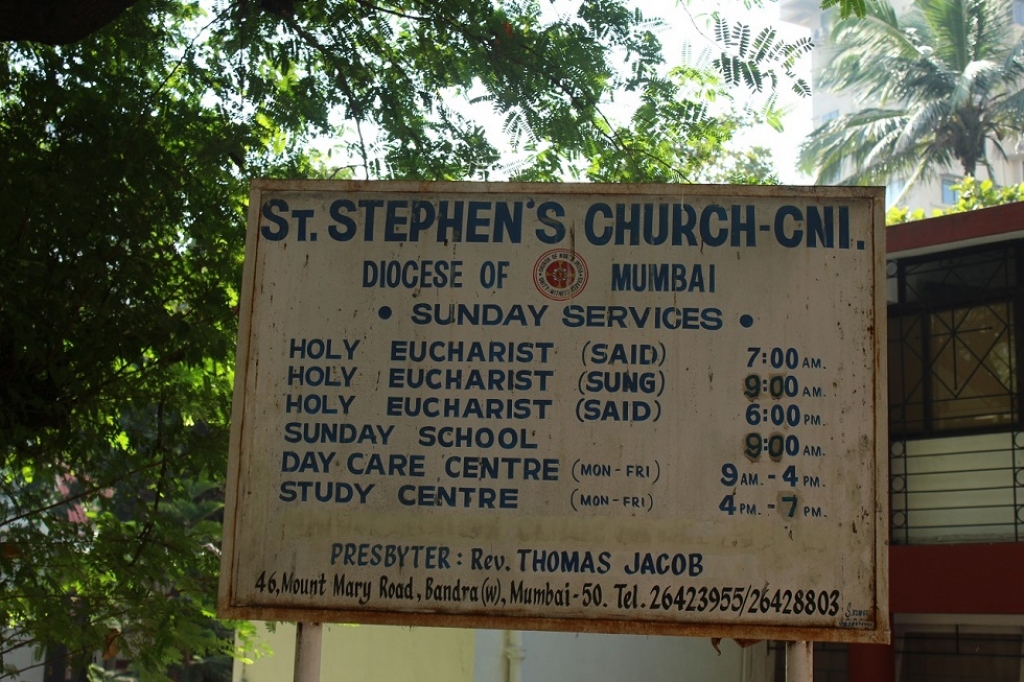 ST. STEPHEN'S CHURCH-CNI.
DIOCESE OF MUMBAI
• SUNDAY SERVICES •
HOLY EUCHARIST (SAID) 7:00 AM.
HOLY EUCHARIST (SUNG) 9:00 AM.
HOLY EUCHARIST (SAID) 6:00 PM.
SUNDAY SCHOOL 9:00 AM.
DAY CARE CENTRE (MON-FRI) 9 AM. - 4 PM.
STUDY CENTRE (MON-FRI) 4 PM. - 7 PM.
PRESBYTER: Rev. THOMAS JACOB
46, Mount Mary Road, Bandra (w), Mumbai-50. Tel. 26423955/26428803